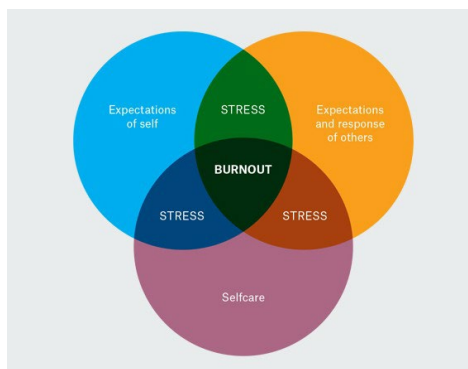 Expectations
of self
STRESS
Expectations
and response
of others
BURNOUT
STRESS
STRESS
Selfcare